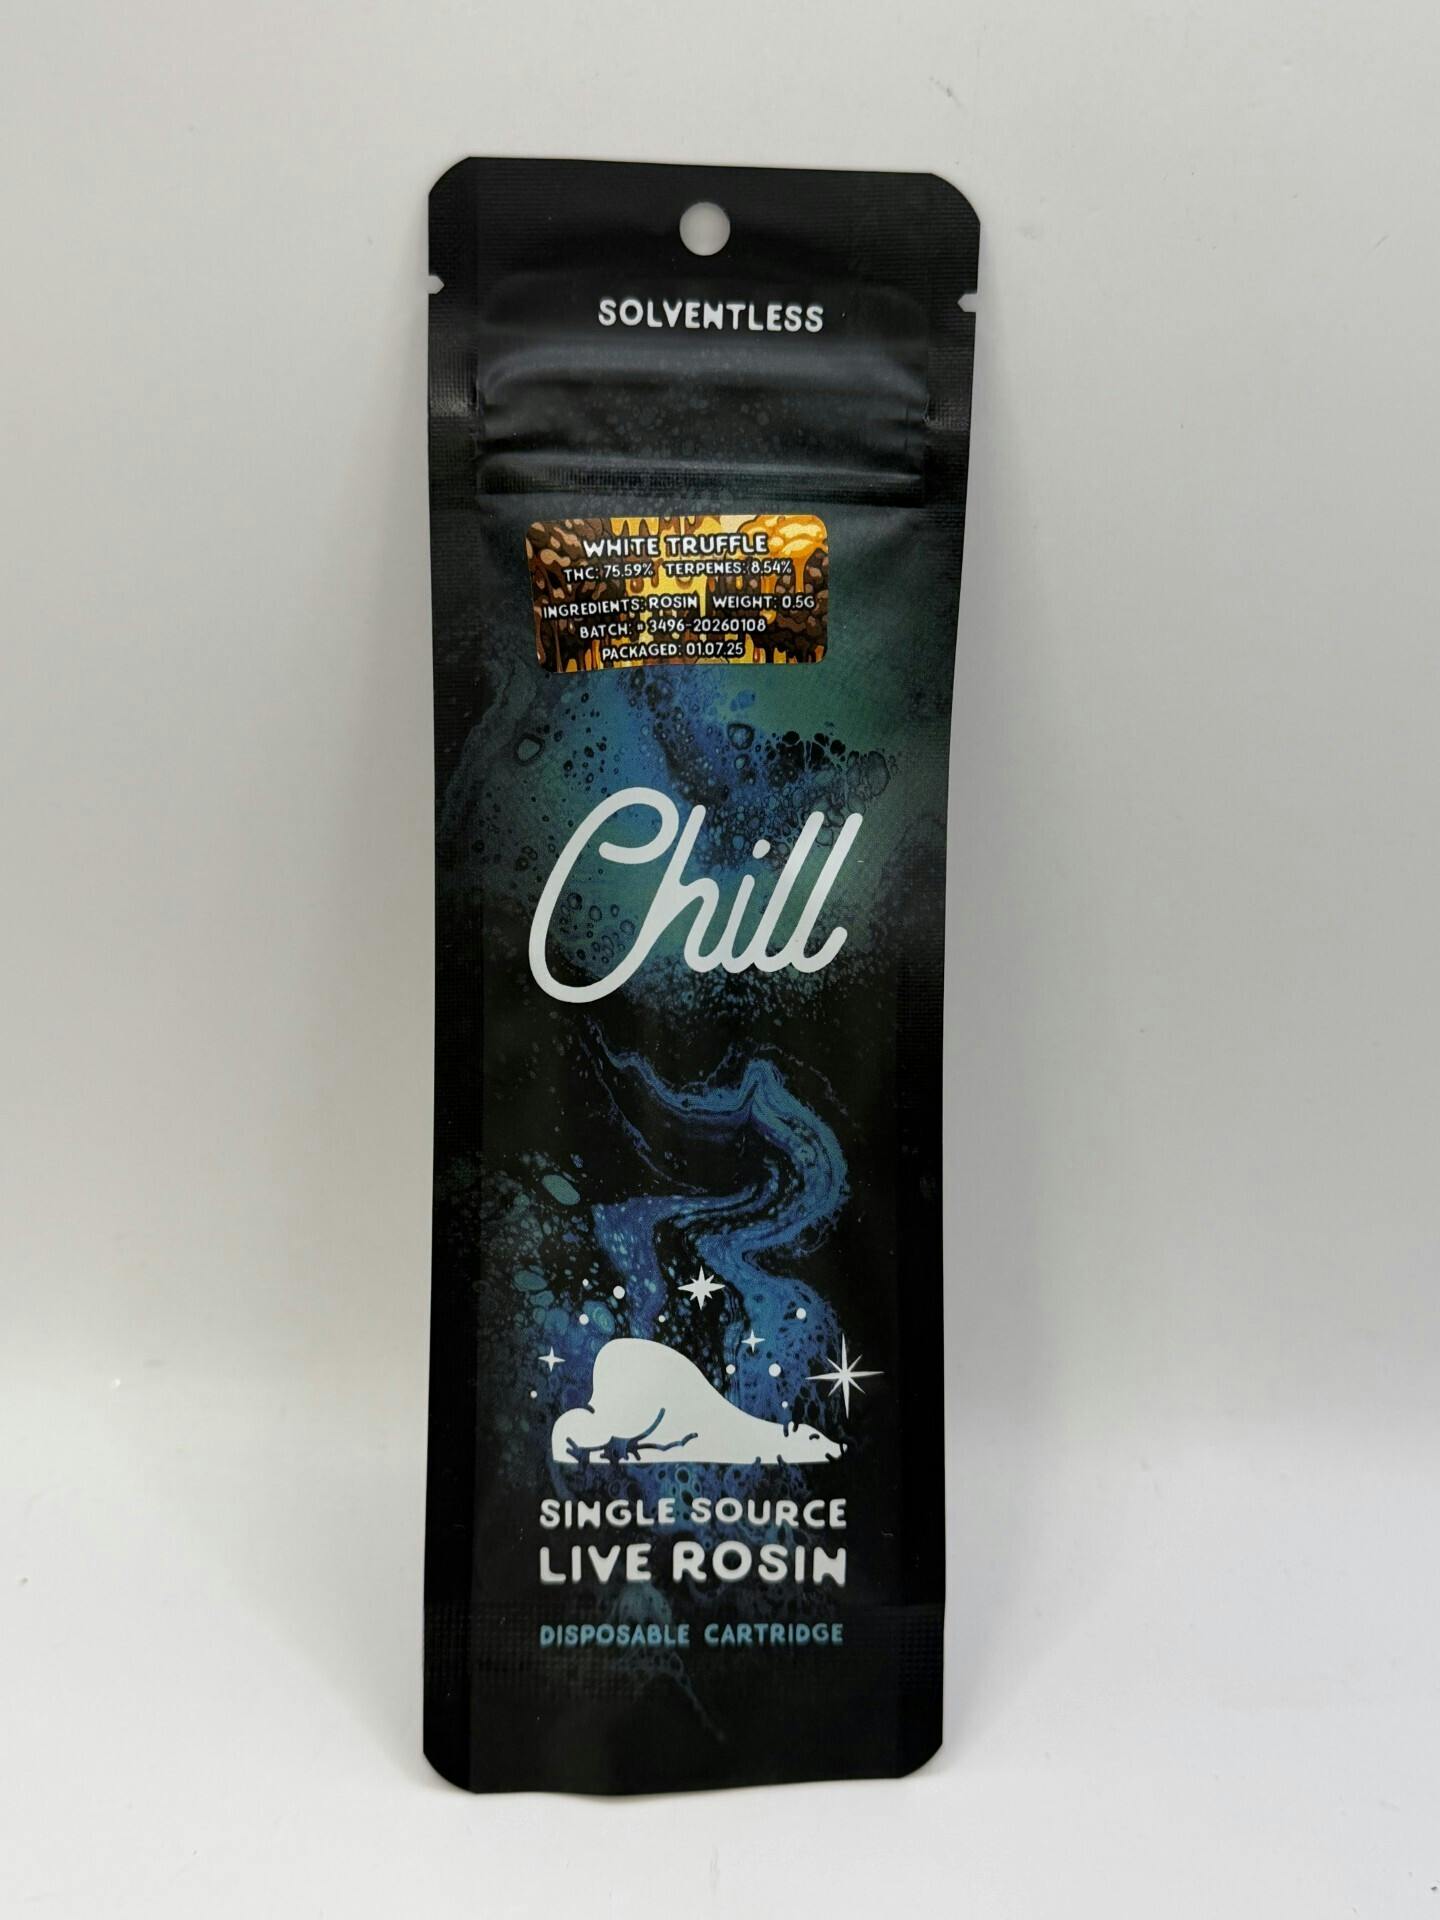 SOLVENTLESS
WHITE TRUFFLE
THC: 75.59% TERPENES: 8.54%
INGREDIENTS: ROSIN WEIGHT: 0.5G
BATCH: # 3496-20260108
PACKAGED: 01.07.25
Chill
SINGLE SOURCE
LIVE ROSIN
DISPOSABLE CARTRIDGE